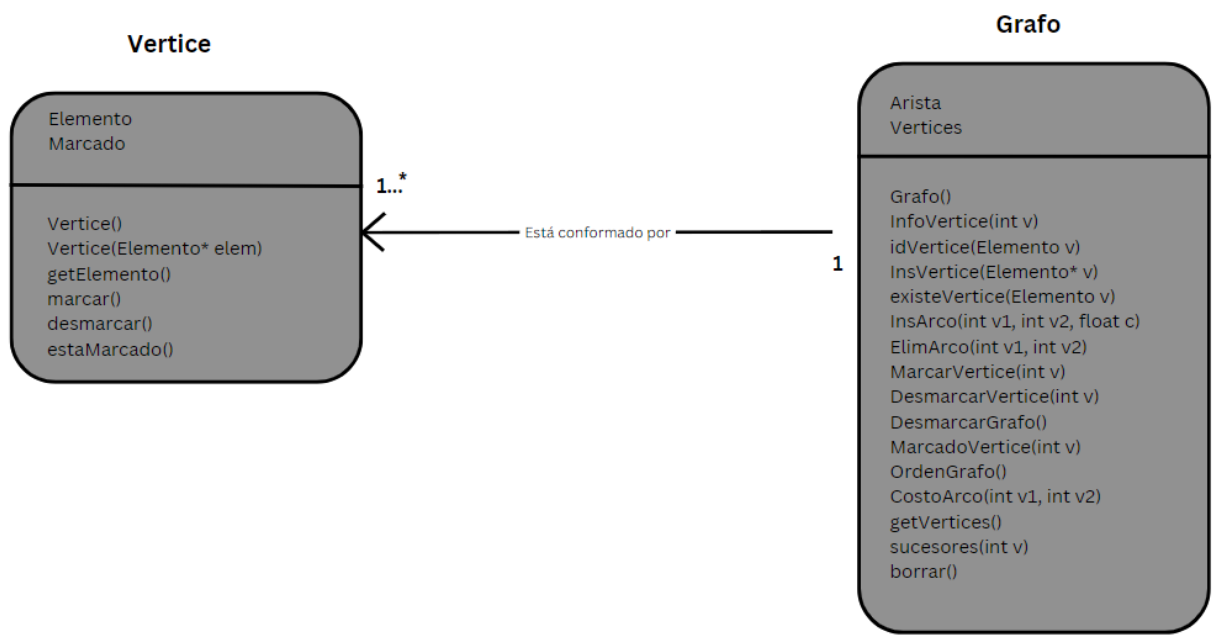 Vertice
Elemento
Marcado
Vertice()
Vertice(Elemento* elem)
getElemento()
marcar()
desmarcar()
estaMarcado()
1...*
Está conformado por
1
Grafo
Arista
Vertices
Grafo()
InfoVertice(int v)
idVertice(Elemento v)
InsVertice(Elemento* v)
existeVertice(Elemento v)
InsArco(int v1, int v2, float c)
ElimArco(int v1, int v2)
MarcarVertice(int v)
DesmarcarVertice(int v)
DesmarcarGrafo()
MarcadoVertice(int v)
OrdenGrafo()
CostoArco(int v1, int v2)
getVertices()
sucesores(int v)
borrar()